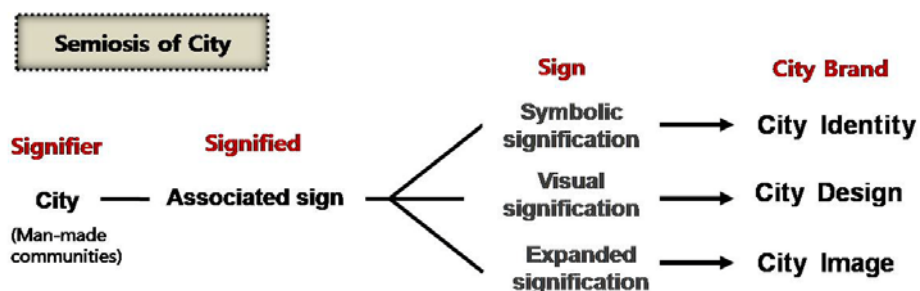 Semiosis of City
Sign
City Brand
Symbolic
signification
City Identity
Signifier
Signified
City
Associated sign
Visual
signification
City Design
(Man-made
communities)
Expanded
signification
City Image